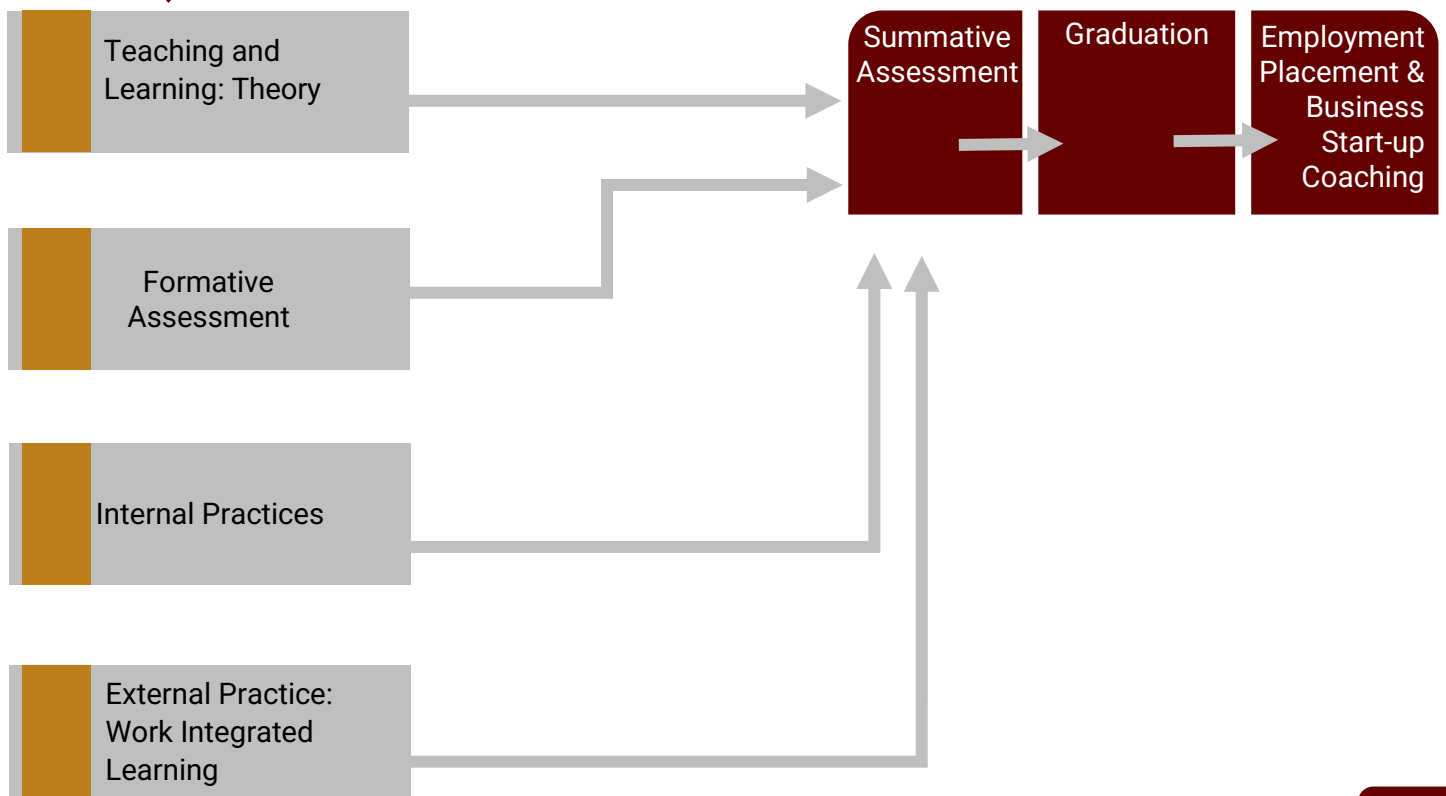 Teaching and
Learning: Theory
Summative
Assessment
Graduation
Employment
Placement &
Business
Start-up
Coaching
Formative
Assessment
Internal Practices
External Practice:
Work Integrated
Learning